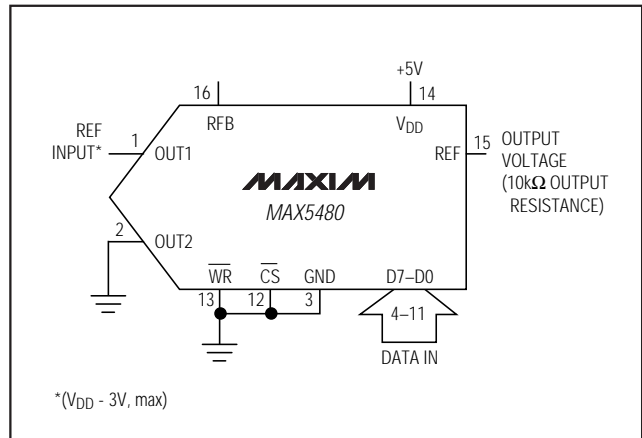 +5V
16
14
RFB
VDD
REF
INPUT*
1
OUT1
REF
15
OUTPUT
VOLTAGE
(10kΩ OUTPUT
RESISTANCE)
MAXIM
MAX5480
2
OUT2
WR
CS
GND
D7–D0
13
12
3
4–11
DATA IN
*(VDD - 3V, max)